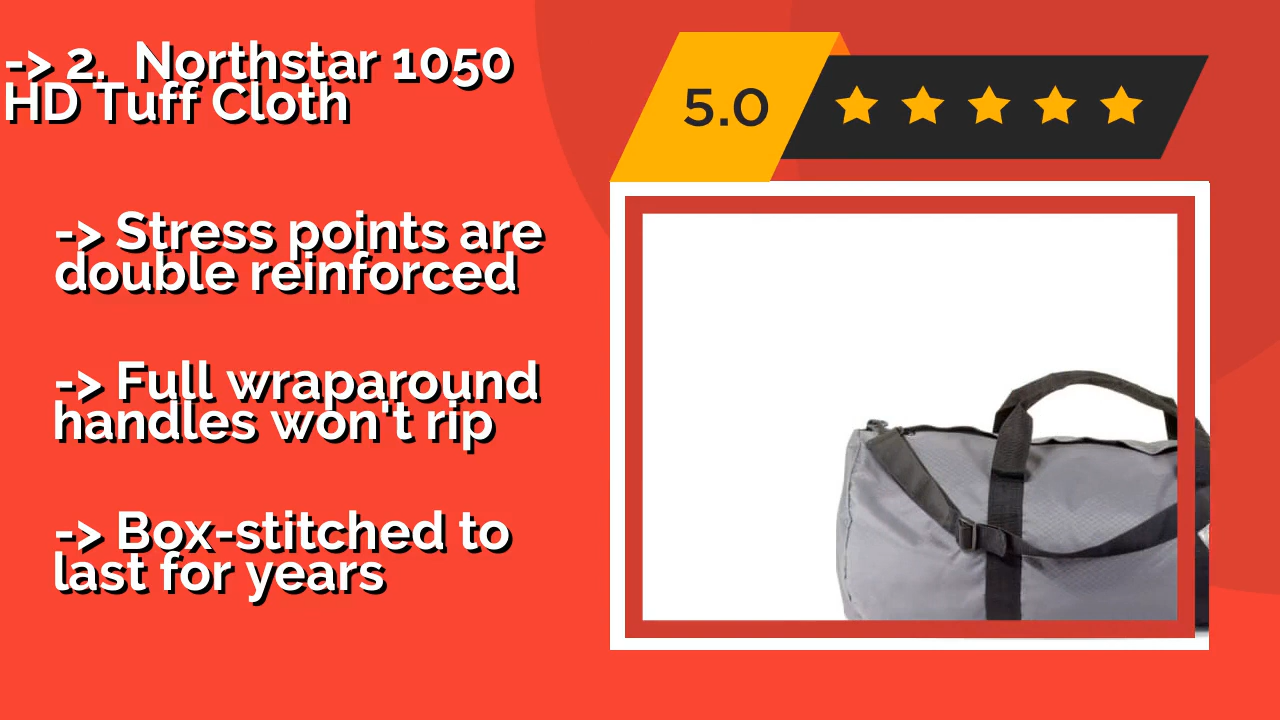 -> 2.  Northstar 1050
HD Tuff Cloth
5.0
-> Stress points are
double reinforced
-> Full wraparound
handles won't rip
-> Box-stitched to
last for years